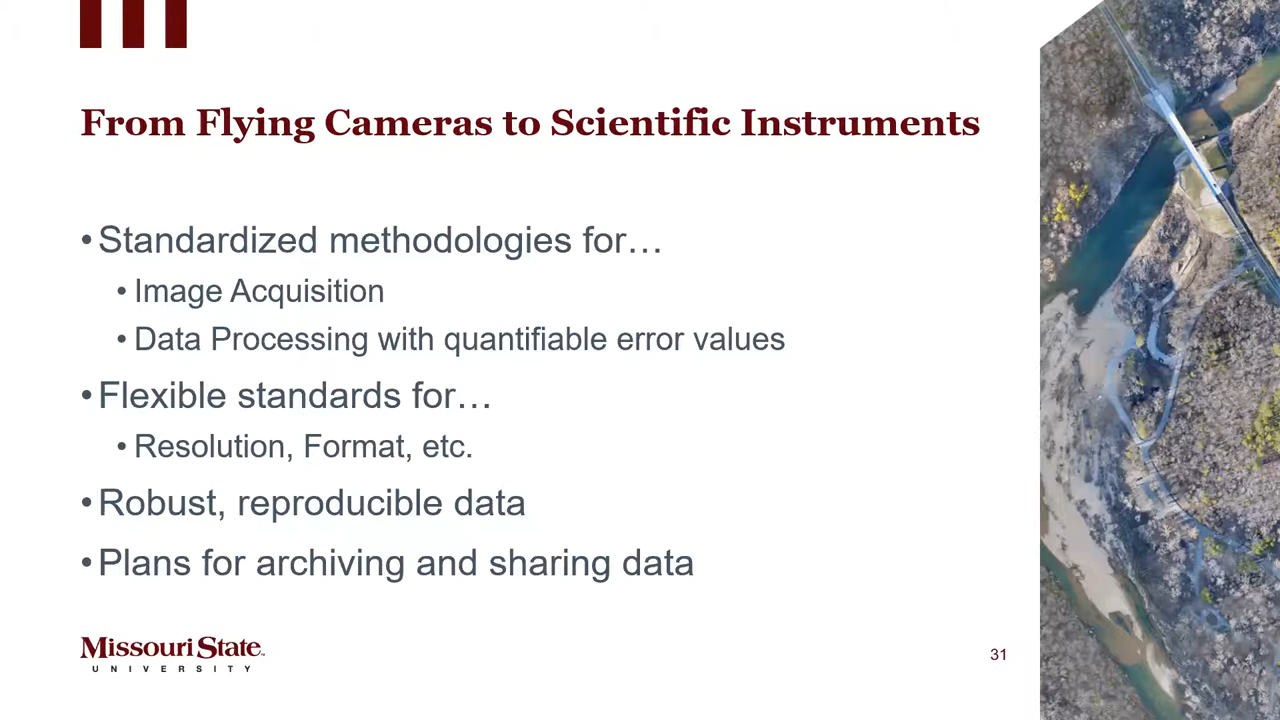 From Flying Cameras to Scientific Instruments
•Standardized methodologies for…
•Image Acquisition
•Data Processing with quantifiable error values
•Flexible standards for…
•Resolution, Format, etc.
•Robust, reproducible data
•Plans for archiving and sharing data
Missouri State™
UNIVERSITY
31